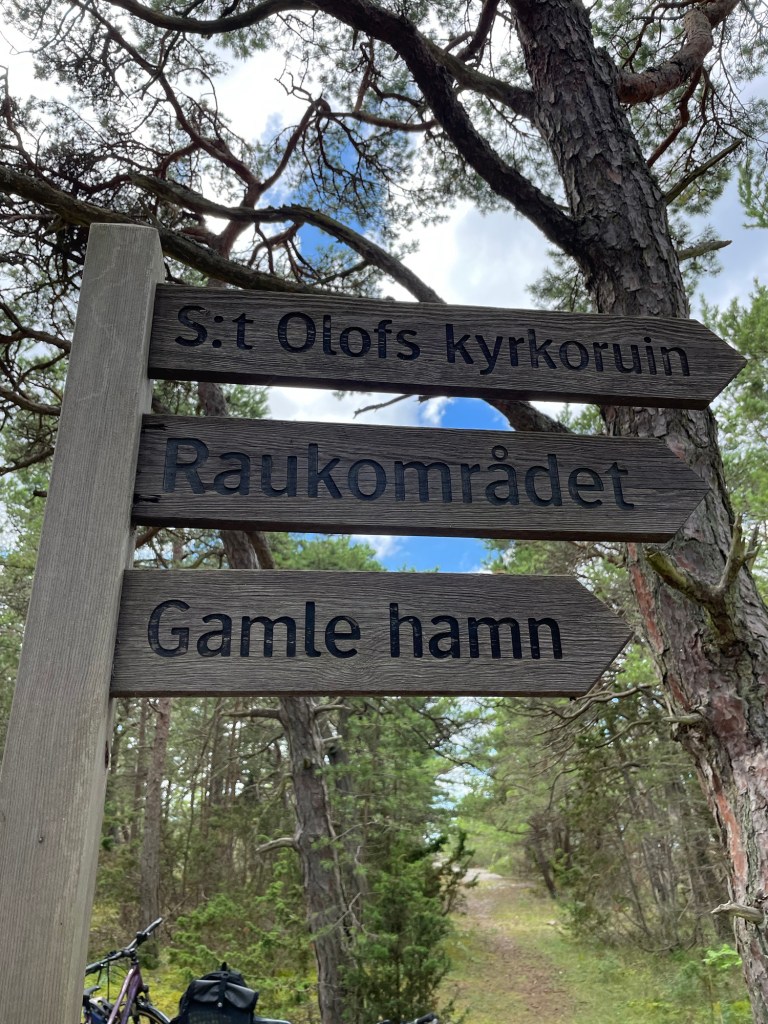 S:t Olofs kyrkoruin
Raukområdet
Gamle hamn